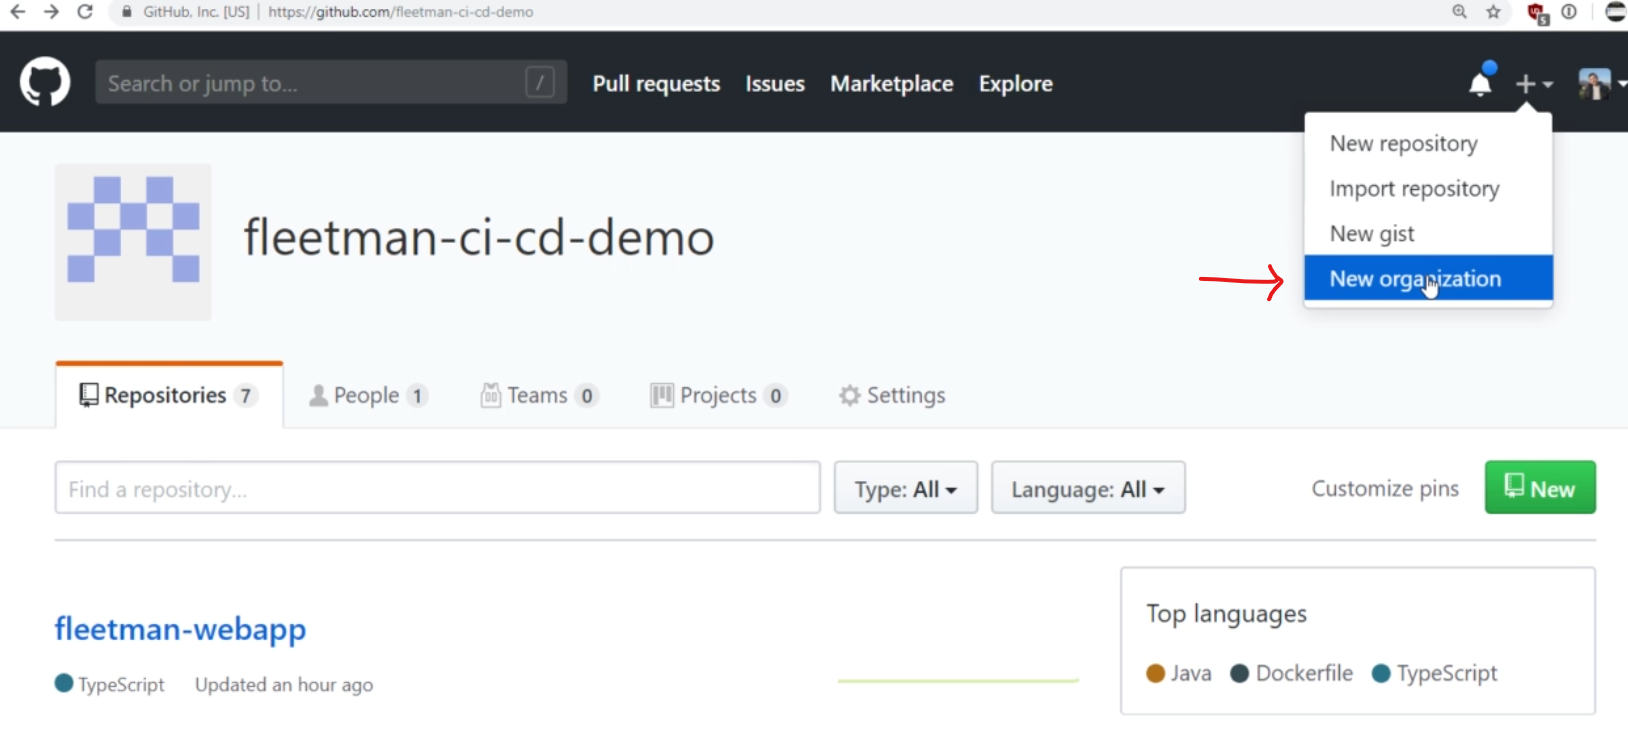 GitHub, Inc. [US] | https://github.com/fleetman-ci-cd-demo
Search or jump to... /
Pull requests Issues Marketplace Explore
New repository
Import repository
New gist
New organization
fleetman-ci-cd-demo
Repositories 7 People 1 Teams 0 Projects 0 Settings
Find a repository... Type: All Language: All Customize pins New
fleetman-webapp
TypeScript Updated an hour ago
Top languages
Java Dockerfile TypeScript